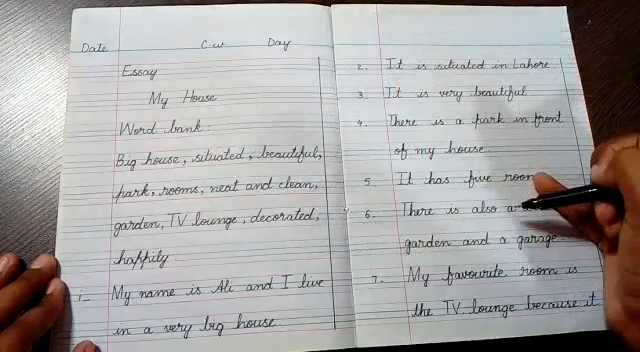 Date C.W Day
Essay
My House
Word bank:
Big house, situated, beautiful,
park, rooms, neat and clean,
garden, TV lounge, decorated,
happily
1_ My name is Ali and I live
in a very big house.
2. It is situated in Lahore
3. It is very beautiful.
4. There is a park in front
of my house.
5. It has five
6. There is also a
garden and a garage.
7. My favourite room is
the TV lounge because it